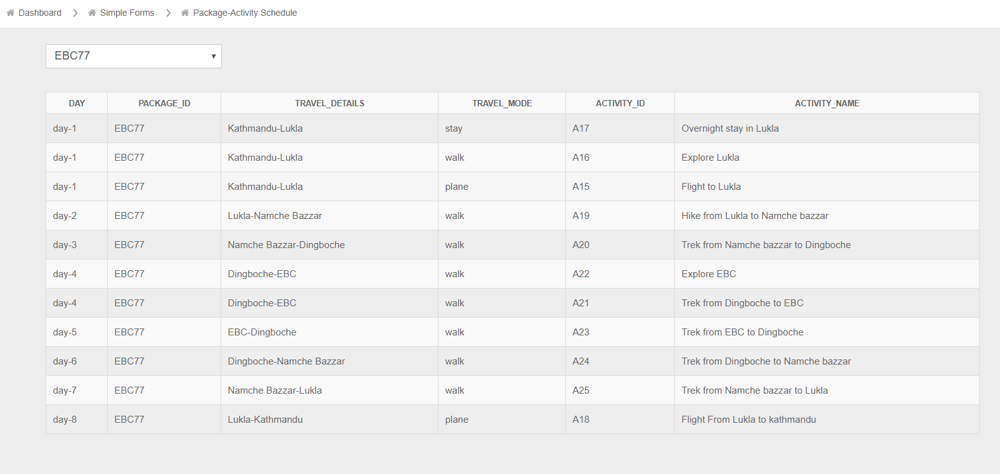 Dashboard > Simple Forms > Package-Activity Schedule
EBC77
DAY PACKAGE_ID TRAVEL_DETAILS TRAVEL_MODE ACTIVITY_ID ACTIVITY_NAME
day-1 EBC77 Kathmandu-Lukla stay A17 Overnight stay in Lukla
day-1 EBC77 Kathmandu-Lukla walk A16 Explore Lukla
day-1 EBC77 Kathmandu-Lukla plane A15 Flight to Lukla
day-2 EBC77 Lukla-Namche Bazzar walk A19 Hike from Lukla to Namche bazzar
day-3 EBC77 Namche Bazzar-Dingboche walk A20 Trek from Namche bazzar to Dingboche
day-4 EBC77 Dingboche-EBC walk A22 Explore EBC
day-4 EBC77 Dingboche-EBC walk A21 Trek from Dingboche to EBC
day-5 EBC77 EBC-Dingboche walk A23 Trek from EBC to Dingboche
day-6 EBC77 Dingboche-Namche Bazzar walk A24 Trek from Dingboche to Namche bazzar
day-7 EBC77 Namche Bazzar-Lukla walk A25 Trek from Namche bazzar to Lukla
day-8 EBC77 Lukla-Kathmandu plane A18 Flight From Lukla to kathmandu